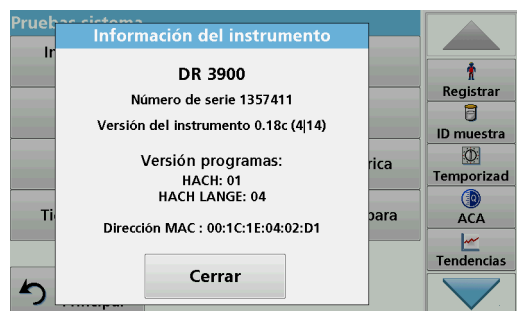 Pruebas sistema
Información del instrumento
DR 3900
Número de serie 1357411
Versión del instrumento 0.18c (4|14)
Versión programas:
HACH: 01
HACH LANGE: 04
Dirección MAC : 00:1C:1E:04:02:D1
Cerrar
Principal
Registrar
ID muestra
Temporizad
ACA
Tendencias